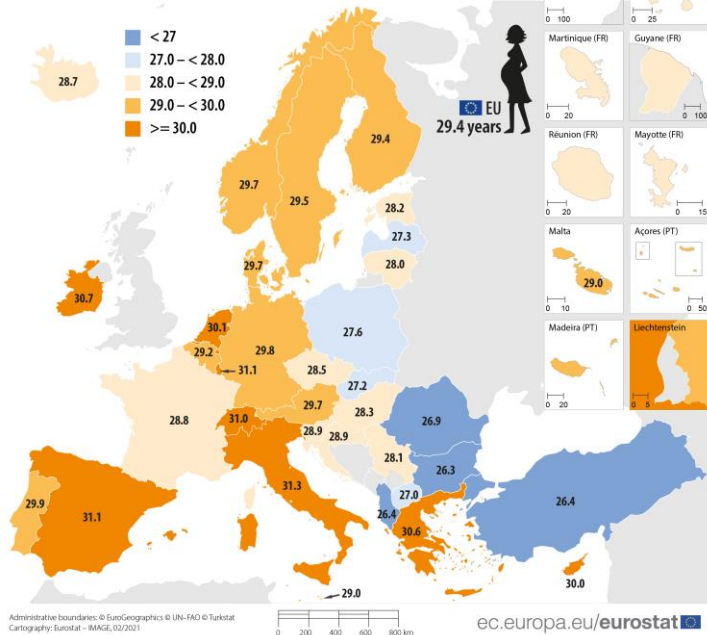 0 100
0 25
< 27
27.0 – < 28.0
28.0 – < 29.0
29.0 – < 30.0
>= 30.0
EU
29.4 years
Martinique (FR)
0 20
Guyane (FR)
0 100
Réunion (FR)
0 20
Mayotte (FR)
0 15
Malta
29.0
0 10
Açores (PT)
0 50
Madeira (PT)
0 20
Liechtenstein
0 5
28.7
29.4
29.7
29.5
28.2
27.3
29.7
28.0
30.7
30.1
27.6
29.2
29.8
31.1
28.5
27.2
29.7
28.3
28.8
31.0
28.9
28.9
26.9
28.1
31.3
26.3
29.9
31.1
27.0
26.4
26.4
30.6
30.0
29.0
Administrative boundaries: © EuroGeographics © UN–FAO © Turkstat
Cartography: Eurostat – IMAGE, 02/2021
0 200 400 600 800 km
ec.europa.eu/eurostat